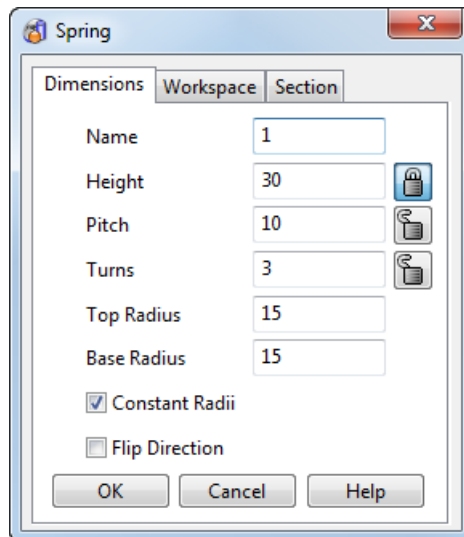 Spring
Dimensions Workspace Section
Name 1
Height 30
Pitch 10
Turns 3
Top Radius 15
Base Radius 15
Constant Radii
Flip Direction
OK Cancel Help